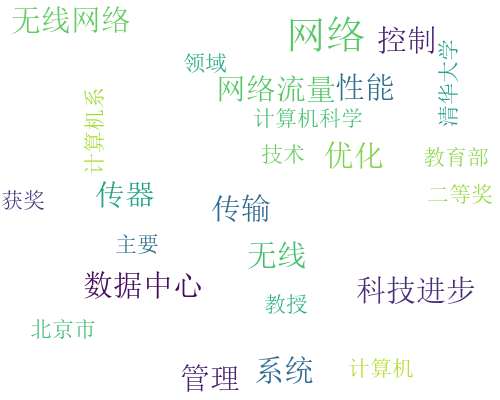 无线网络
网络
控制
领域
清华大学
网络流量
性能
计算机系
计算机科学
技术
优化
教育部
获奖
传器
二等奖
传输
主要
无线
数据中心
科技进步
教授
北京市
管理
系统
计算机